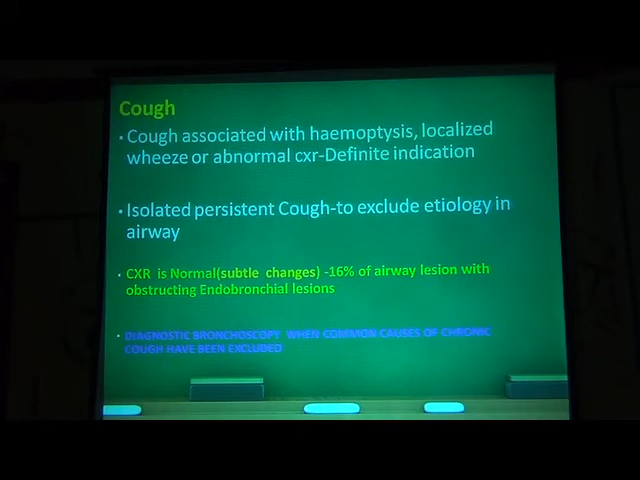 Cough
• Cough associated with haemoptysis, localized
wheeze or abnormal cxr-Definite indication
• Isolated persistent Cough-to exclude etiology in
airway
• CXR is Normal(subtle changes) -16% of airway lesion with
obstructing Endobronchial lesions
• DIAGNOSTIC BRONCHOSCOPY WHEN COMMON CAUSES OF CHRONIC
COUGH HAVE BEEN EXCLUDED